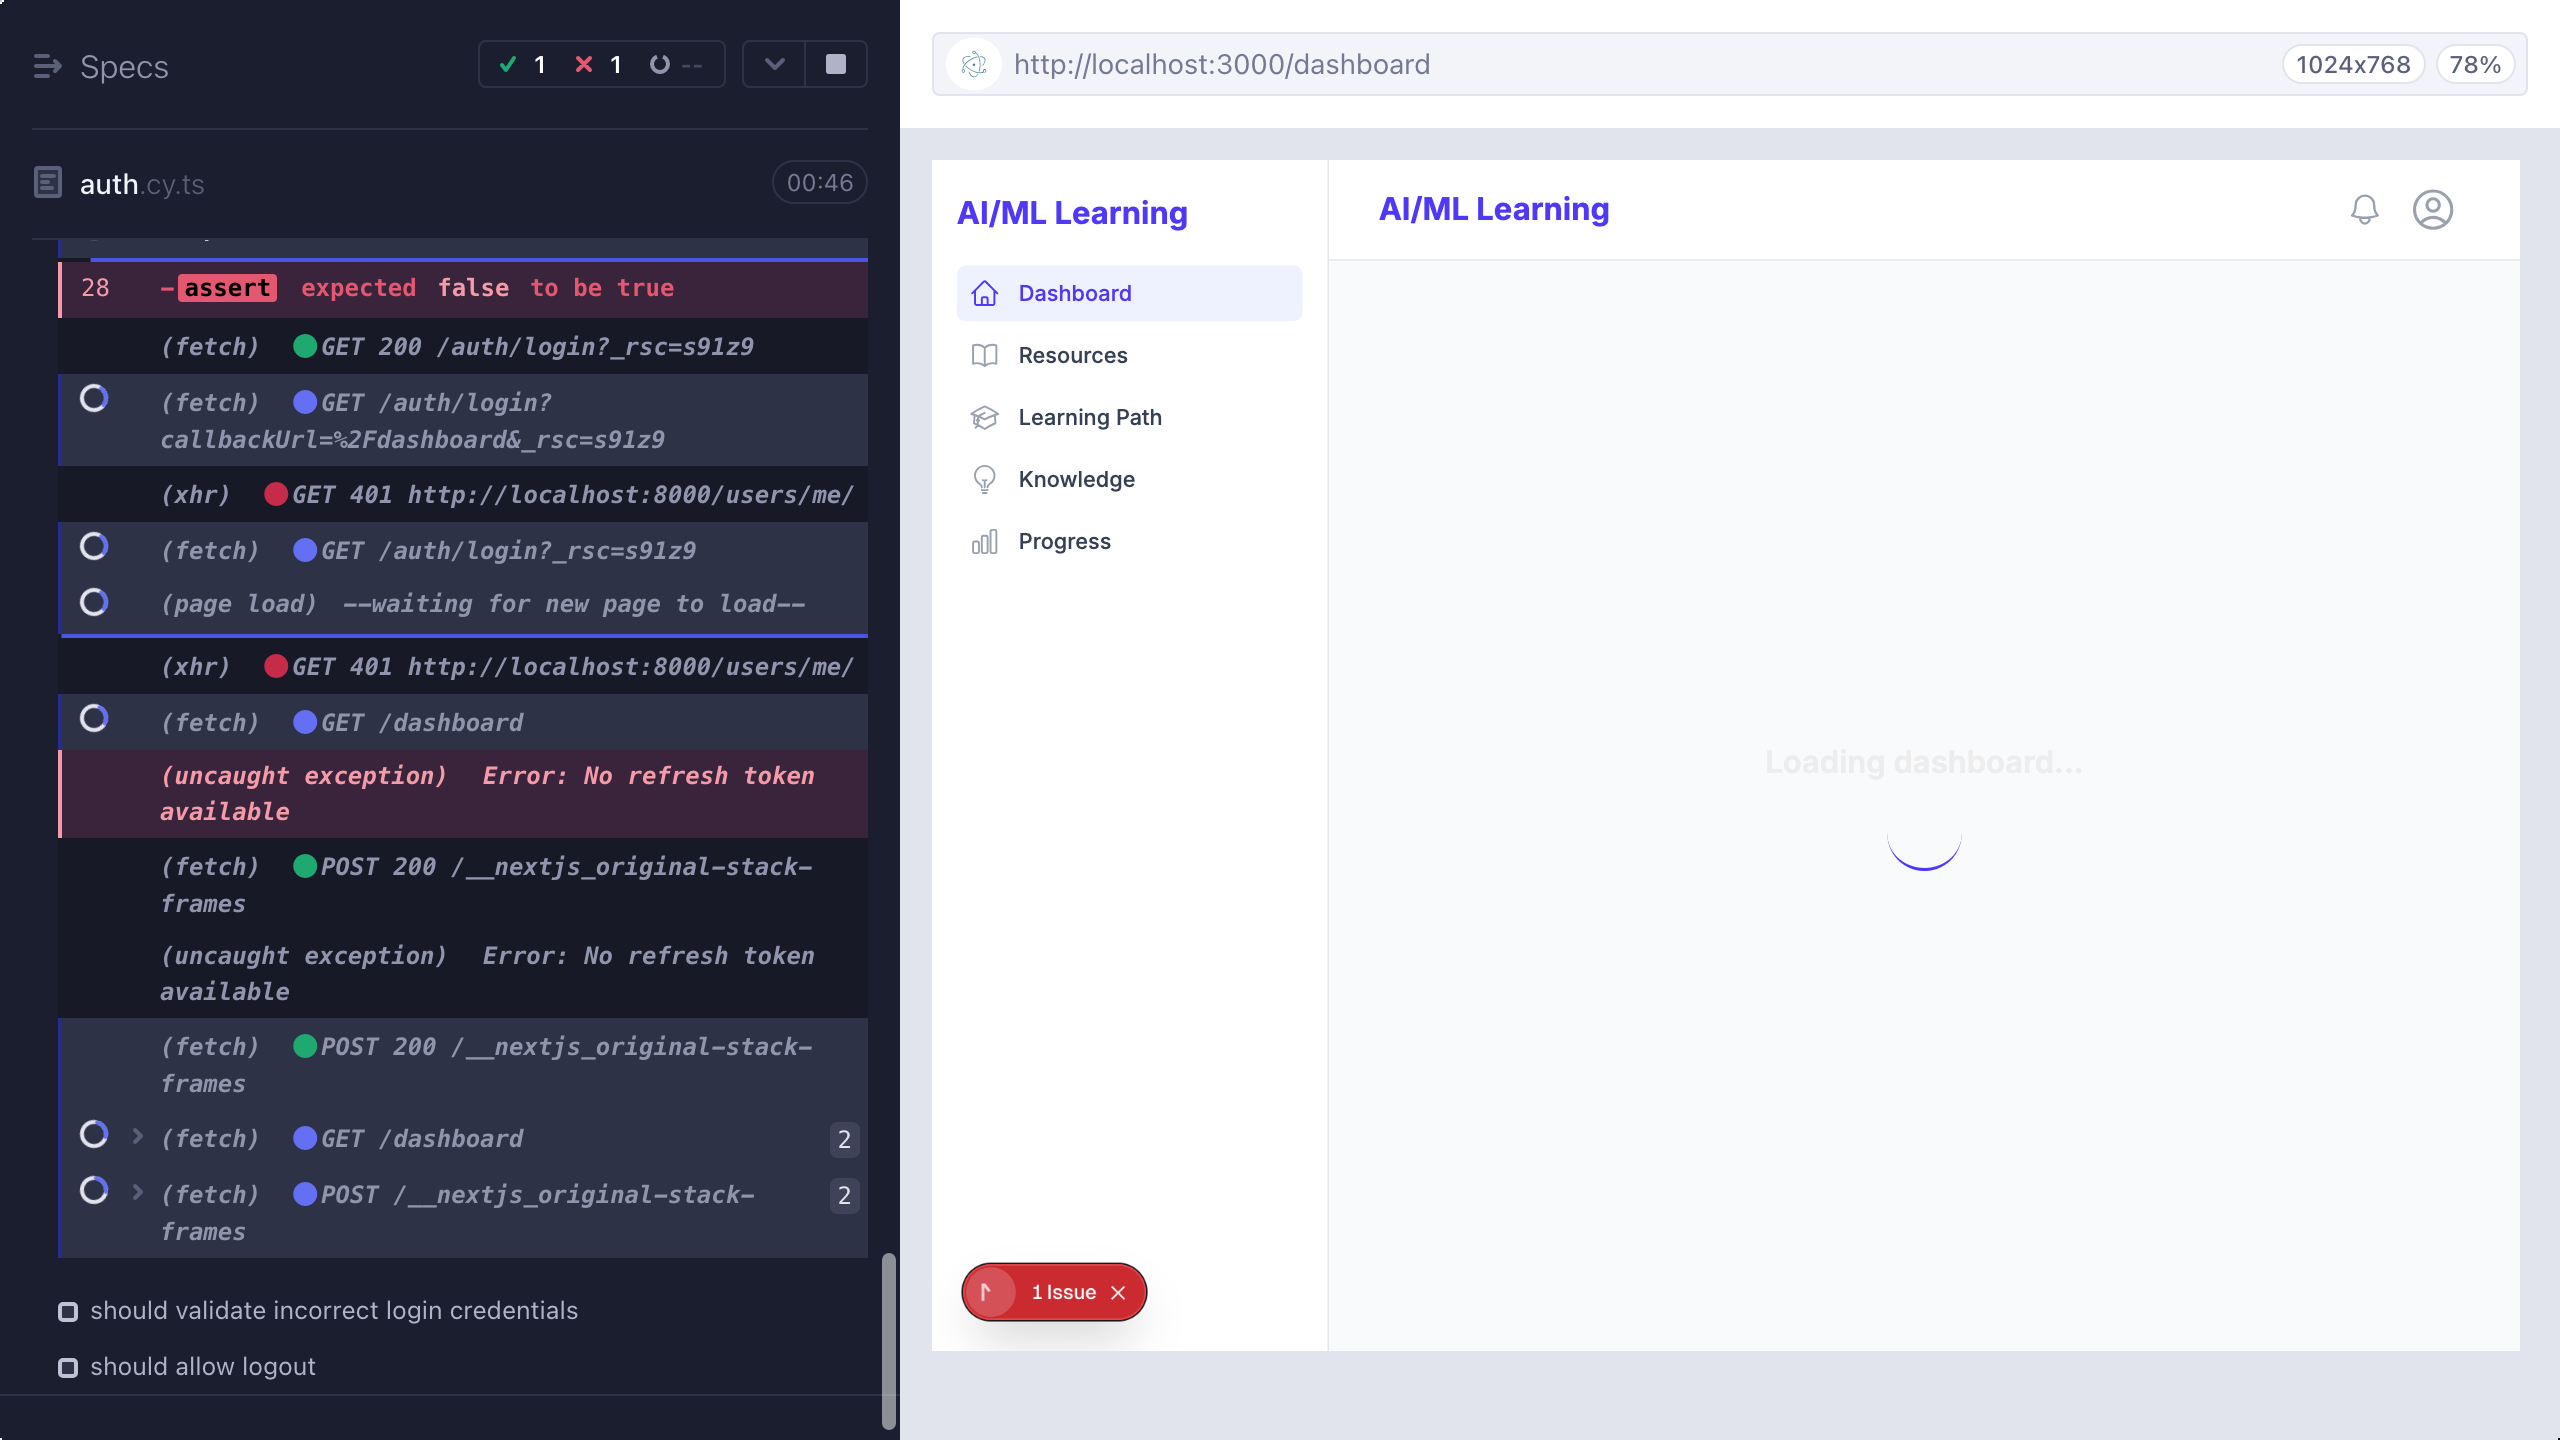 Specs
1
1
--
auth.cy.ts
00:46
28 -assert expected false to be true
(fetch) GET 200 /auth/login?_rsc=s91z9
(fetch) GET /auth/login?
callbackUrl=%2Fdashboard&_rsc=s91z9
(xhr) GET 401 http://localhost:8000/users/me/
(fetch) GET /auth/login?_rsc=s91z9
(page load) --waiting for new page to load--
(xhr) GET 401 http://localhost:8000/users/me/
(fetch) GET /dashboard
(uncaught exception) Error: No refresh token
available
(fetch) POST 200 /__nextjs_original-stack-
frames
(uncaught exception) Error: No refresh token
available
(fetch) POST 200 /__nextjs_original-stack-
frames
(fetch) GET /dashboard 2
(fetch) POST /__nextjs_original-stack- 2
frames
should validate incorrect login credentials
should allow logout
http://localhost:3000/dashboard
1024x768
78%
AI/ML Learning
Dashboard
Resources
Learning Path
Knowledge
Progress
1 Issue
AI/ML Learning
Loading dashboard...